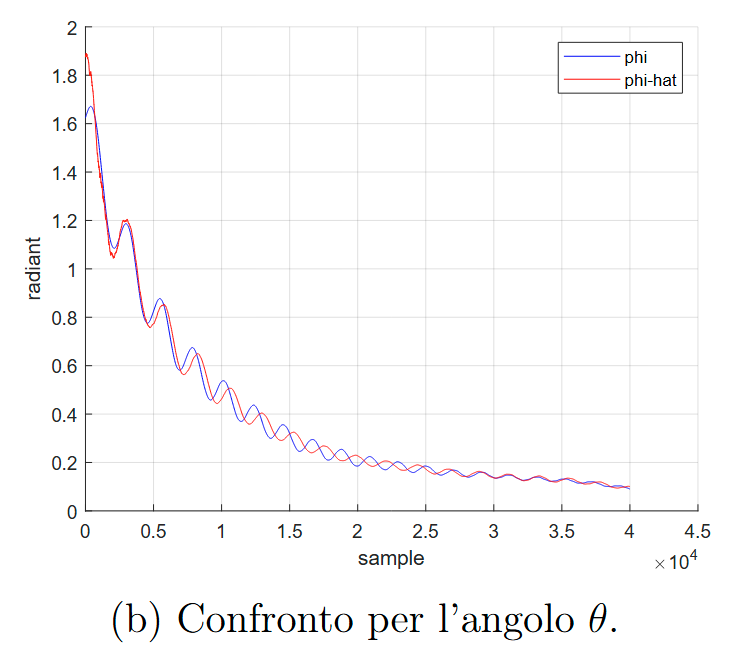 2
1.8
1.6
1.4
1.2
1
0.8
0.6
0.4
0.2
0
radiant
phi
phi-hat
0 0.5 1 1.5 2 2.5 3 3.5 4 4.5
sample
×10⁴
(b) Confronto per l'angolo θ.